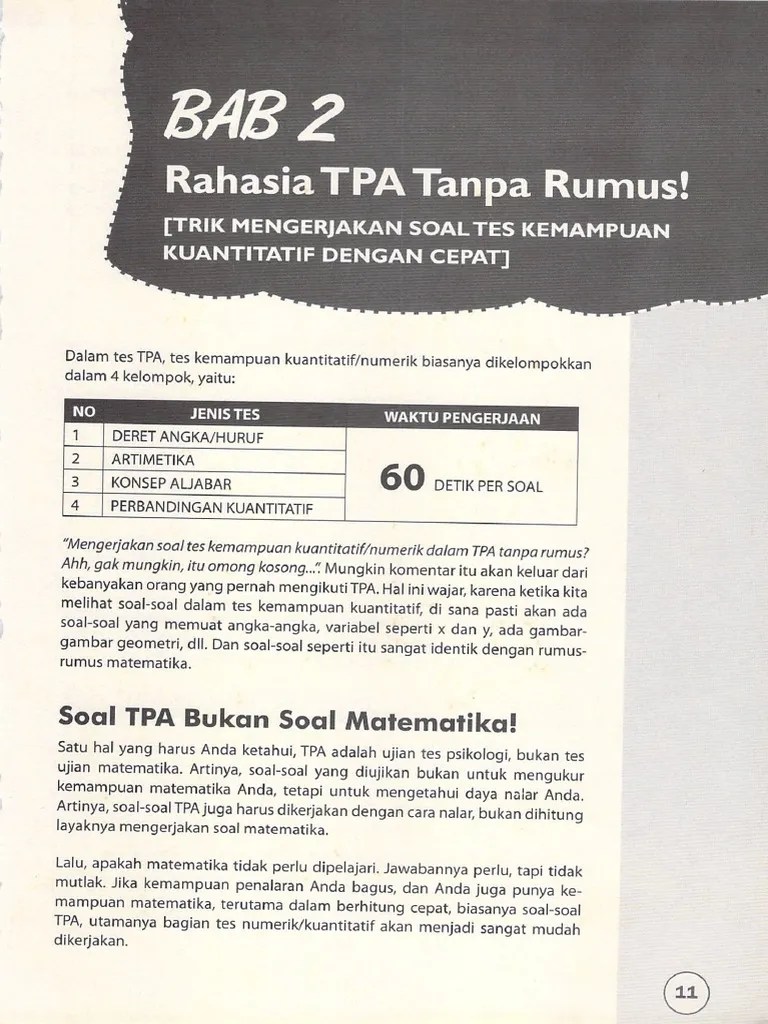 BAB 2
Rahasia TPA Tanpa Rumus!
[TRIK MENGERJAKAN SOAL TES KEMAMPUAN
KUANTITATIF DENGAN CEPAT]
Dalam tes TPA, tes kemampuan kuantitatif/numerik biasanya dikelompokkan
dalam 4 kelompok, yaitu:
NO JENIS TES WAKTU PENGERJAAN
1 DERET ANGKA/HURUF
2 ARTIMETIKA
3 KONSEP ALJABAR
4 PERBANDINGAN KUANTITATIF
60 DETIK PER SOAL
"Mengerjakan soal tes kemampuan kuantitatif/numerik dalam TPA tanpa rumus?
Ahh, gak mungkin, itu omong kosong...". Mungkin komentar itu akan keluar dari
kebanyakan orang yang pernah mengikuti TPA. Hal ini wajar, karena ketika kita
melihat soal-soal dalam tes kemampuan kuantitatif, di sana pasti akan ada
soal-soal yang memuat angka-angka, variabel seperti x dan y, ada gambar-
gambar geometri, dll. Dan soal-soal seperti itu sangat identik dengan rumus-
rumus matematika.
Soal TPA Bukan Soal Matematika!
Satu hal yang harus Anda ketahui, TPA adalah ujian tes psikologi, bukan tes
ujian matematika. Artinya, soal-soal yang diujikan bukan untuk mengukur
kemampuan matematika Anda, tetapi untuk mengetahui daya nalar Anda.
Artinya, soal-soal TPA juga harus dikerjakan dengan cara nalar, bukan dihitung
layaknya mengerjakan soal matematika.
Lalu, apakah matematika tidak perlu dipelajari. Jawabannya perlu, tapi tidak
mutlak. Jika kemampuan penalaran Anda bagus, dan Anda juga punya ke-
mampuan matematika, terutama dalam berhitung cepat, biasanya soal-soal
TPA, utamanya bagian tes numerik/kuantitatif akan menjadi sangat mudah
dikerjakan.
11